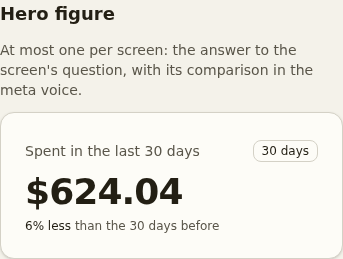 Hero figure
At most one per screen: the answer to the
screen's question, with its comparison in the
meta voice.
Spent in the last 30 days
30 days
$624.04
6% less than the 30 days before